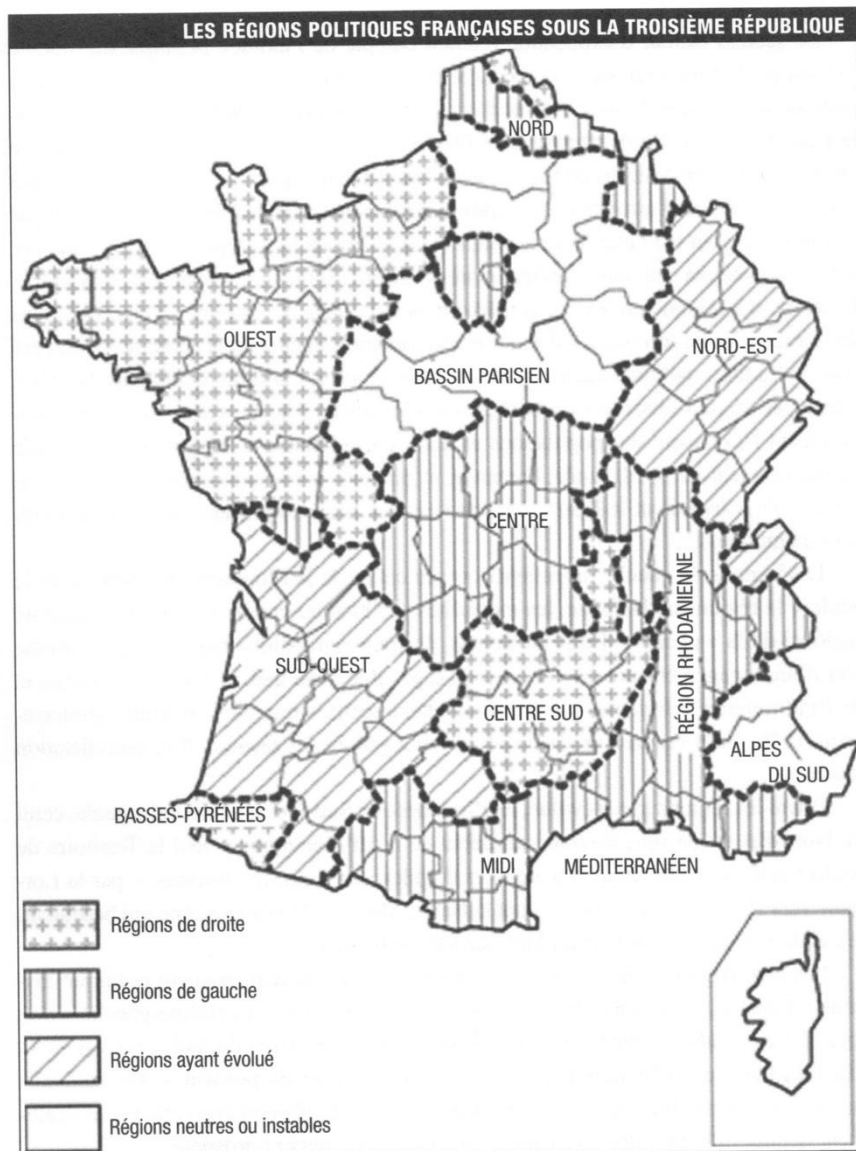 LES RÉGIONS POLITIQUES FRANÇAISES SOUS LA TROISIÈME RÉPUBLIQUE
NORD
OUEST
NORD-EST
BASSIN PARISIEN
CENTRE
RÉGION RHODANIENNE
SUD-OUEST
CENTRE SUD
ALPES
DU SUD
BASSES-PYRÉNÉES
MIDI
MÉDITERRANÉEN
Régions de droite
Régions de gauche
Régions ayant évolué
Régions neutres ou instables